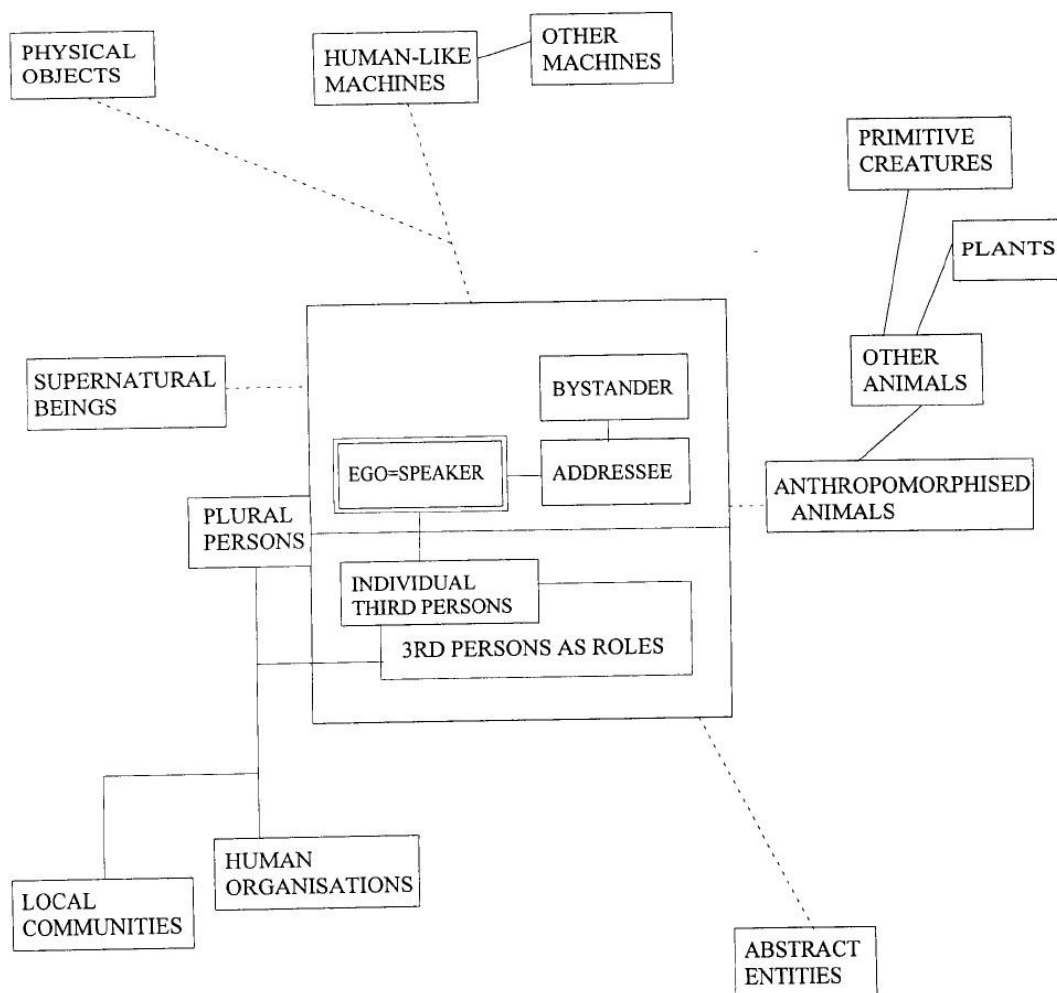 PHYSICAL
OBJECTS
HUMAN-LIKE
MACHINES
OTHER
MACHINES
PRIMITIVE
CREATURES
PLANTS
OTHER
ANIMALS
SUPERNATURAL
BEINGS
BYSTANDER
EGO=SPEAKER
ADDRESSEE
ANTHROPOMORPHISED
ANIMALS
PLURAL
PERSONS
INDIVIDUAL
THIRD PERSONS
3RD PERSONS AS ROLES
HUMAN
ORGANISATIONS
LOCAL
COMMUNITIES
ABSTRACT
ENTITIES